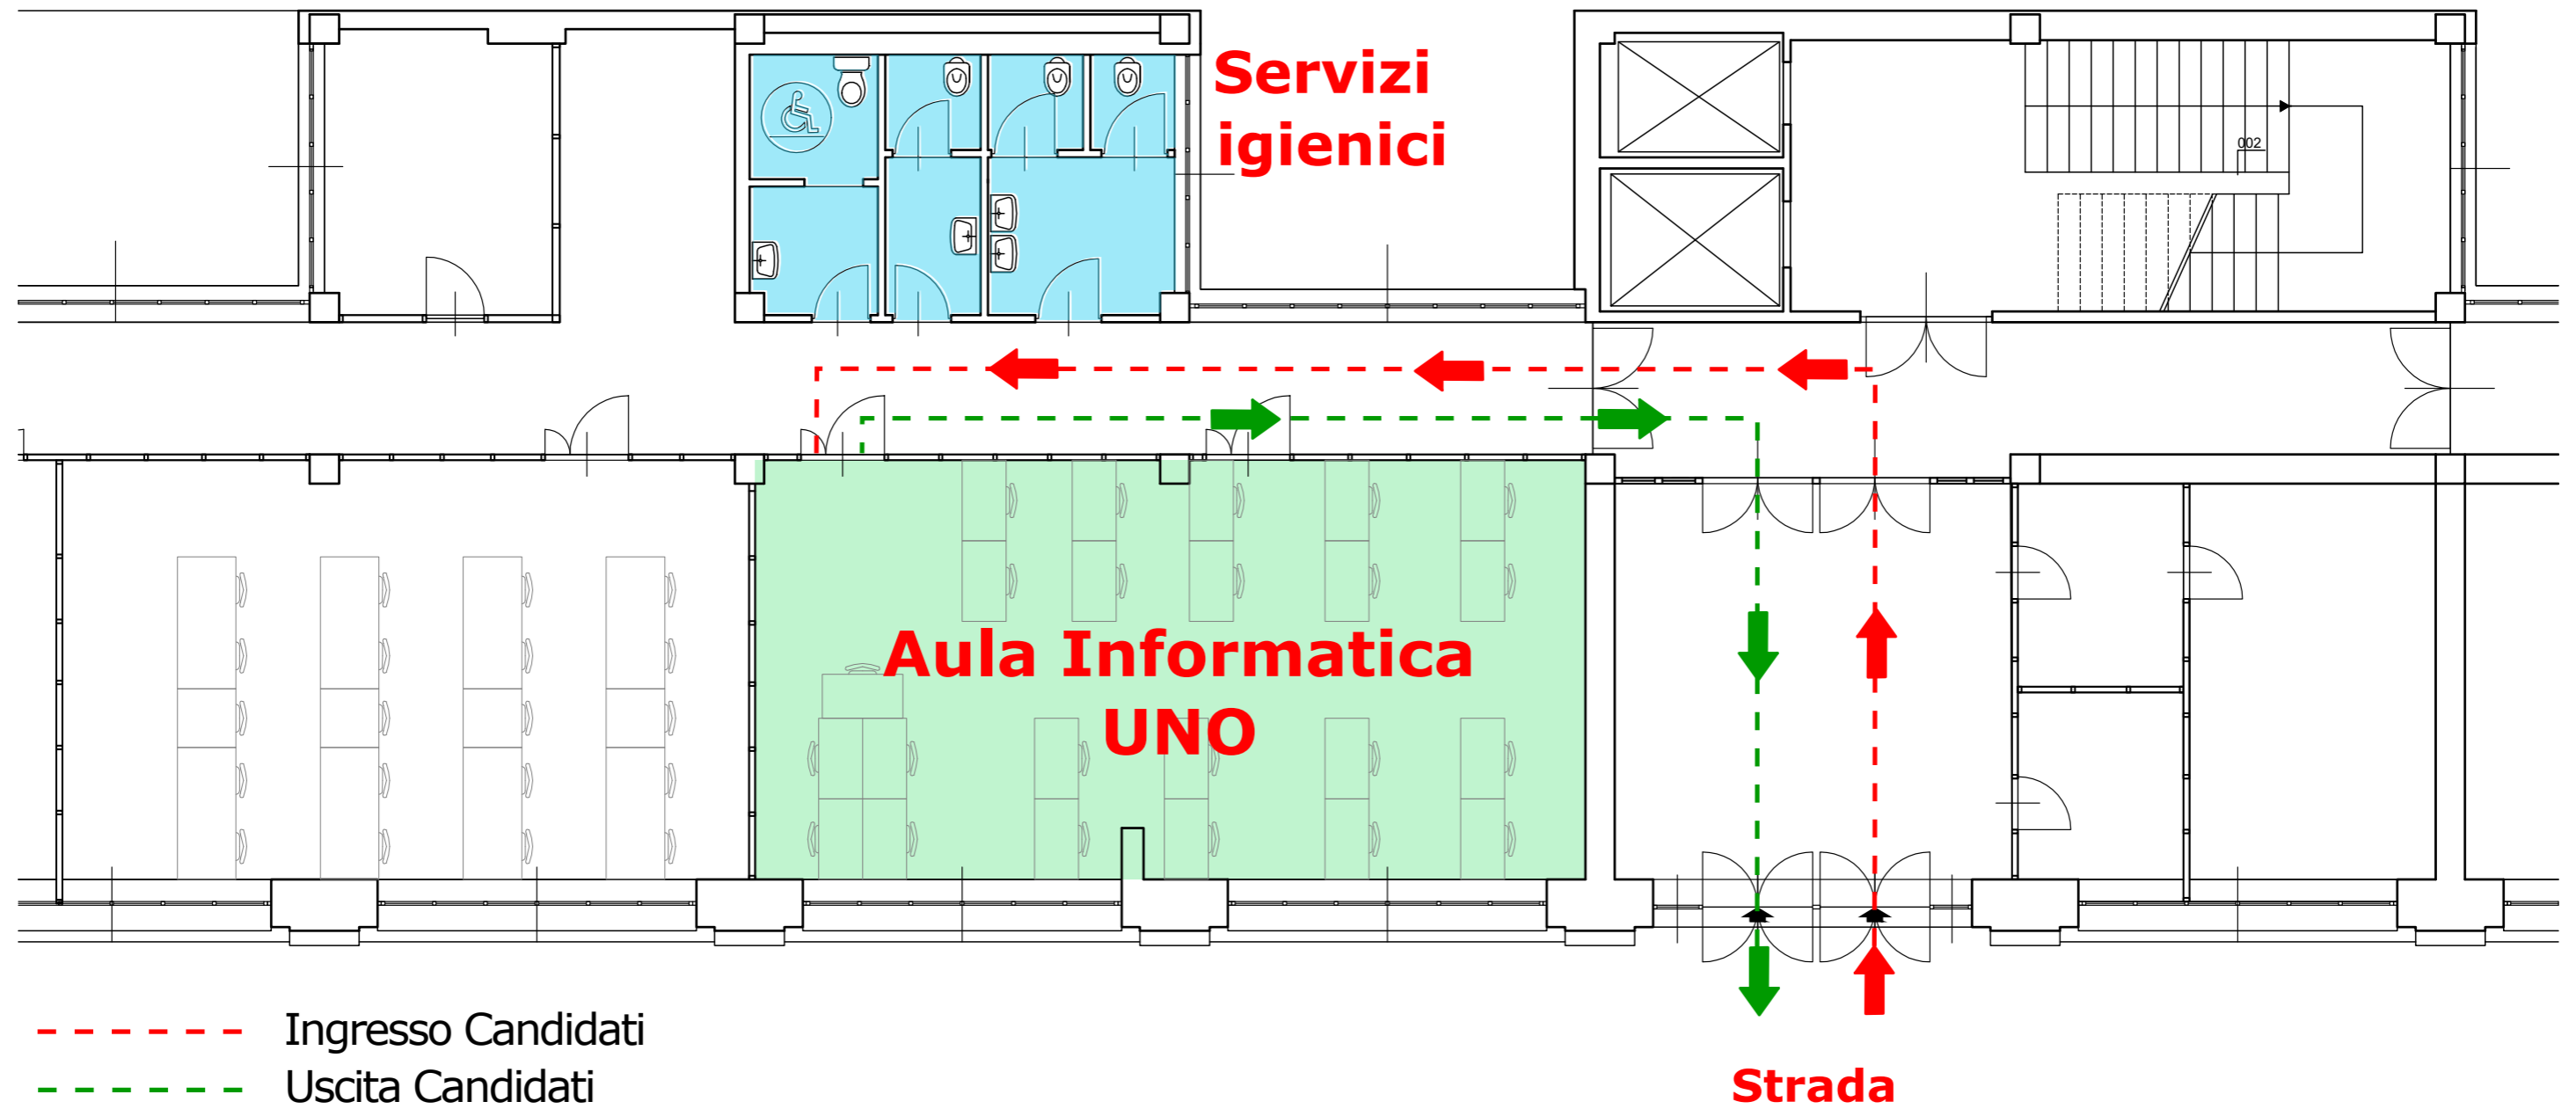 Servizi
igienici
002
Aula Informatica
UNO
Ingresso Candidati
Uscita Candidati
Strada